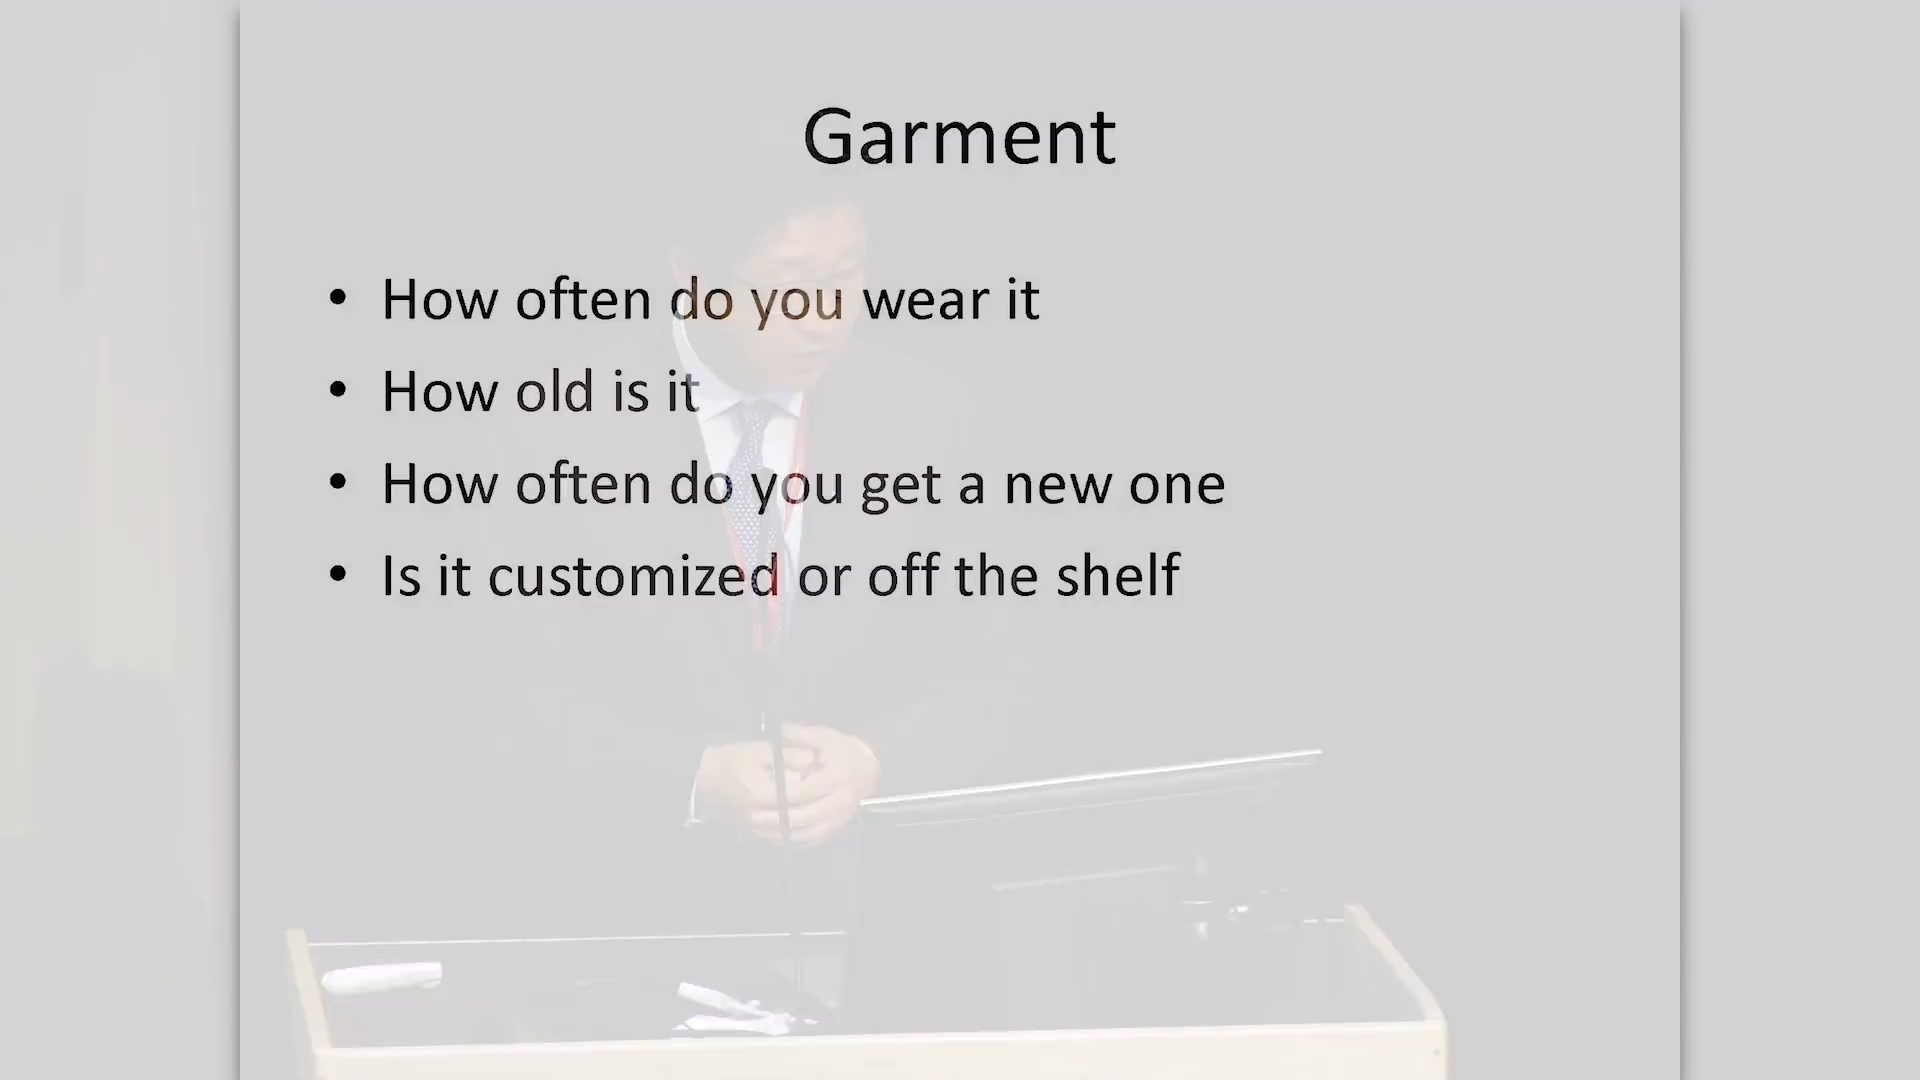 Garment
• How often do you wear it
• How old is it
• How often do you get a new one
• Is it customized or off the shelf